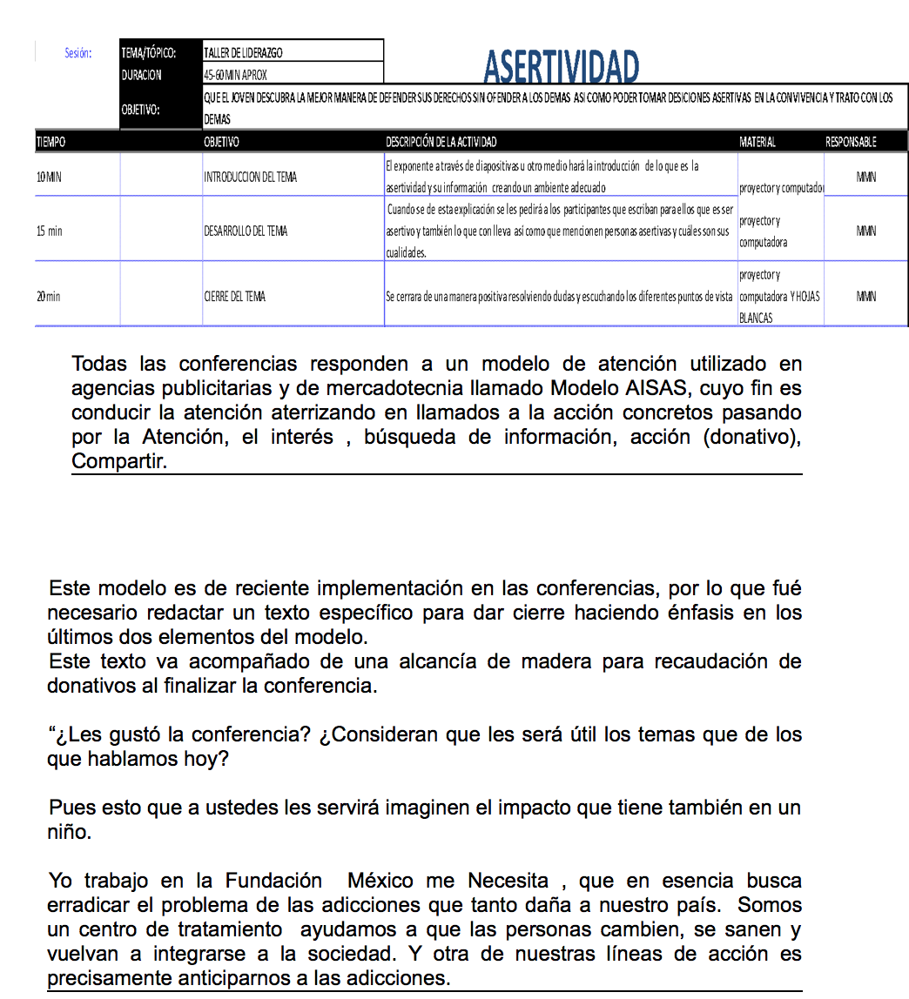 Sesión:
TEMA/TÓPICO:
TALLER DE LIDERAZGO
ASERTIVIDAD
DURACION
45-60 MIN APROX
OBJETIVO:
QUE EL JOVEN DESCUBRA LA MEJOR MANERA DE DEFENDER SUS DERECHOS SIN OFENDER A LOS DEMAS ASI COMO PODER TOMAR DESICIONES ASERTIVAS EN LA CONVIVENCIA Y TRATO CON LOS
DEMAS
TIEMPO OBJETIVO DESCRIPCIÓN DE LA ACTIVIDAD MATERIAL RESPONSABLE
10 MIN
INTRODUCCION DEL TEMA
El exponente a través de diapositivas u otro medio hará la introducción de lo que es la
asertividad y su información creando un ambiente adecuado
proyector y computador
MMN
15 min
DESARROLLO DEL TEMA
Cuando se de esta explicación se les pedirá a los participantes que escriban para ellos que es ser
asertivo y también lo que con lleva así como que mencionen personas asertivas y cuáles son sus
cualidades.
proyector y
computadora
MMN
20 min
CIERRE DEL TEMA
Se cerrara de una manera positiva resolviendo dudas y escuchando los diferentes puntos de vista
proyector y
computadora Y HOJAS
BLANCAS
MMN
Todas las conferencias responden a un modelo de atención utilizado en
agencias publicitarias y de mercadotecnia llamado Modelo AISAS, cuyo fin es
conducir la atención aterrizando en llamados a la acción concretos pasando
por la Atención, el interés , búsqueda de información, acción (donativo),
Compartir.
Este modelo es de reciente implementación en las conferencias, por lo que fué
necesario redactar un texto específico para dar cierre haciendo énfasis en los
últimos dos elementos del modelo.
Este texto va acompañado de una alcancía de madera para recaudación de
donativos al finalizar la conferencia.
“¿Les gustó la conferencia? ¿Consideran que les será útil los temas que de los
que hablamos hoy?
Pues esto que a ustedes les servirá imaginen el impacto que tiene también en un
niño.
Yo trabajo en la Fundación México me Necesita , que en esencia busca
erradicar el problema de las adicciones que tanto daña a nuestro país. Somos
un centro de tratamiento ayudamos a que las personas cambien, se sanen y
vuelvan a integrarse a la sociedad. Y otra de nuestras líneas de acción es
precisamente anticiparnos a las adicciones.